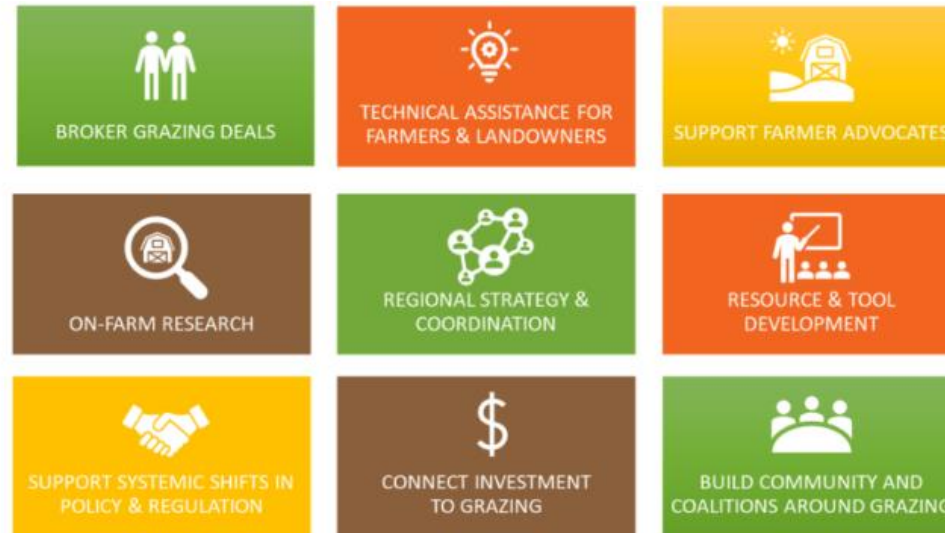 BROKER GRAZING DEALS
TECHNICAL ASSISTANCE FOR
FARMERS & LANDOWNERS
SUPPORT FARMER ADVOCATES
ON-FARM RESEARCH
REGIONAL STRATEGY &
COORDINATION
RESOURCE & TOOL
DEVELOPMENT
SUPPORT SYSTEMIC SHIFTS IN
POLICY & REGULATION
$
CONNECT INVESTMENT
TO GRAZING
BUILD COMMUNITY AND
COALITIONS AROUND GRAZING